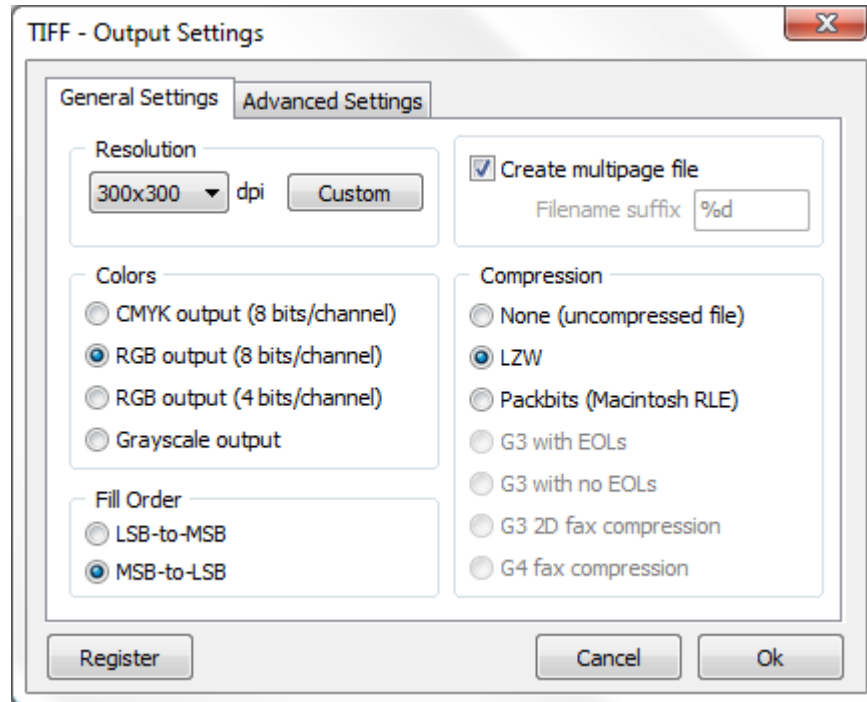 TIFF - Output Settings
General Settings
Advanced Settings
Resolution
300x300
dpi
Custom
Create multipage file
Filename suffix
%d
Colors
CMYK output (8 bits/channel)
RGB output (8 bits/channel)
RGB output (4 bits/channel)
Grayscale output
Fill Order
LSB-to-MSB
MSB-to-LSB
Compression
None (uncompressed file)
LZW
Packbits (Macintosh RLE)
G3 with EOLs
G3 with no EOLs
G3 2D fax compression
G4 fax compression
Register
Cancel
Ok